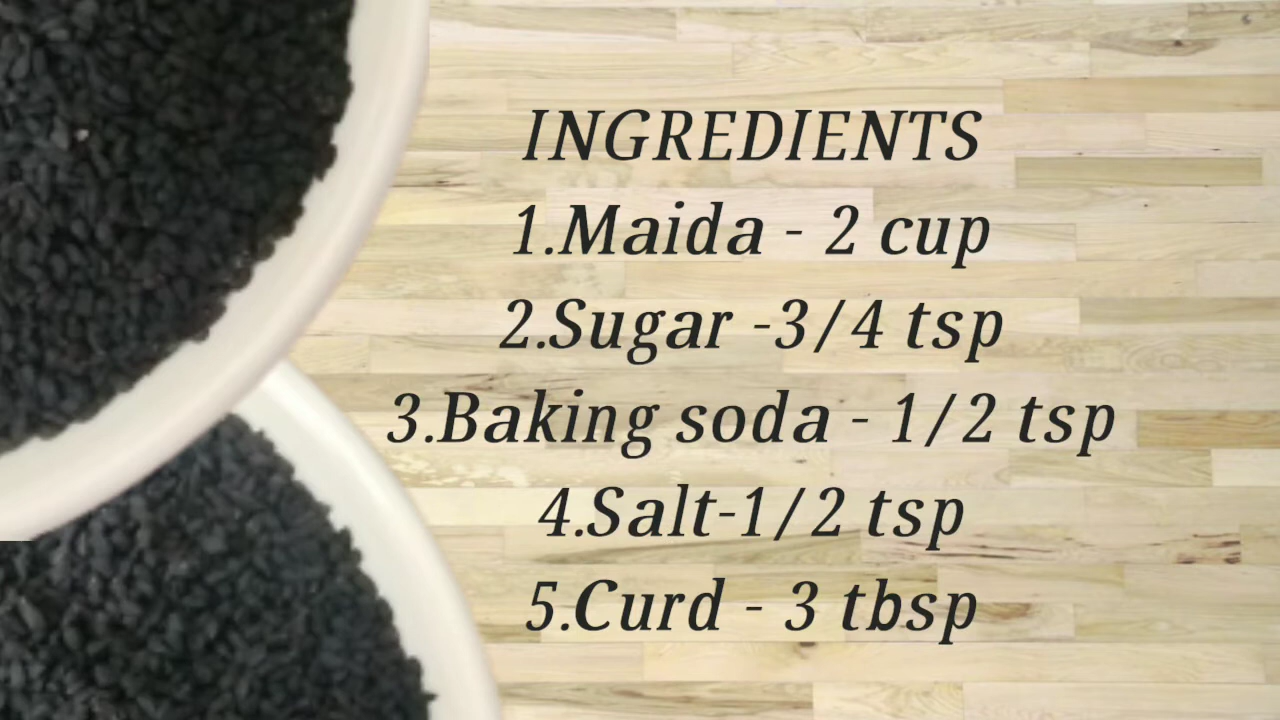 INGREDIENTS
1.Maida - 2 cup
2.Sugar -3/4 tsp
3.Baking soda - 1/2 tsp
4.Salt-1/2 tsp
5.Curd - 3 tbsp